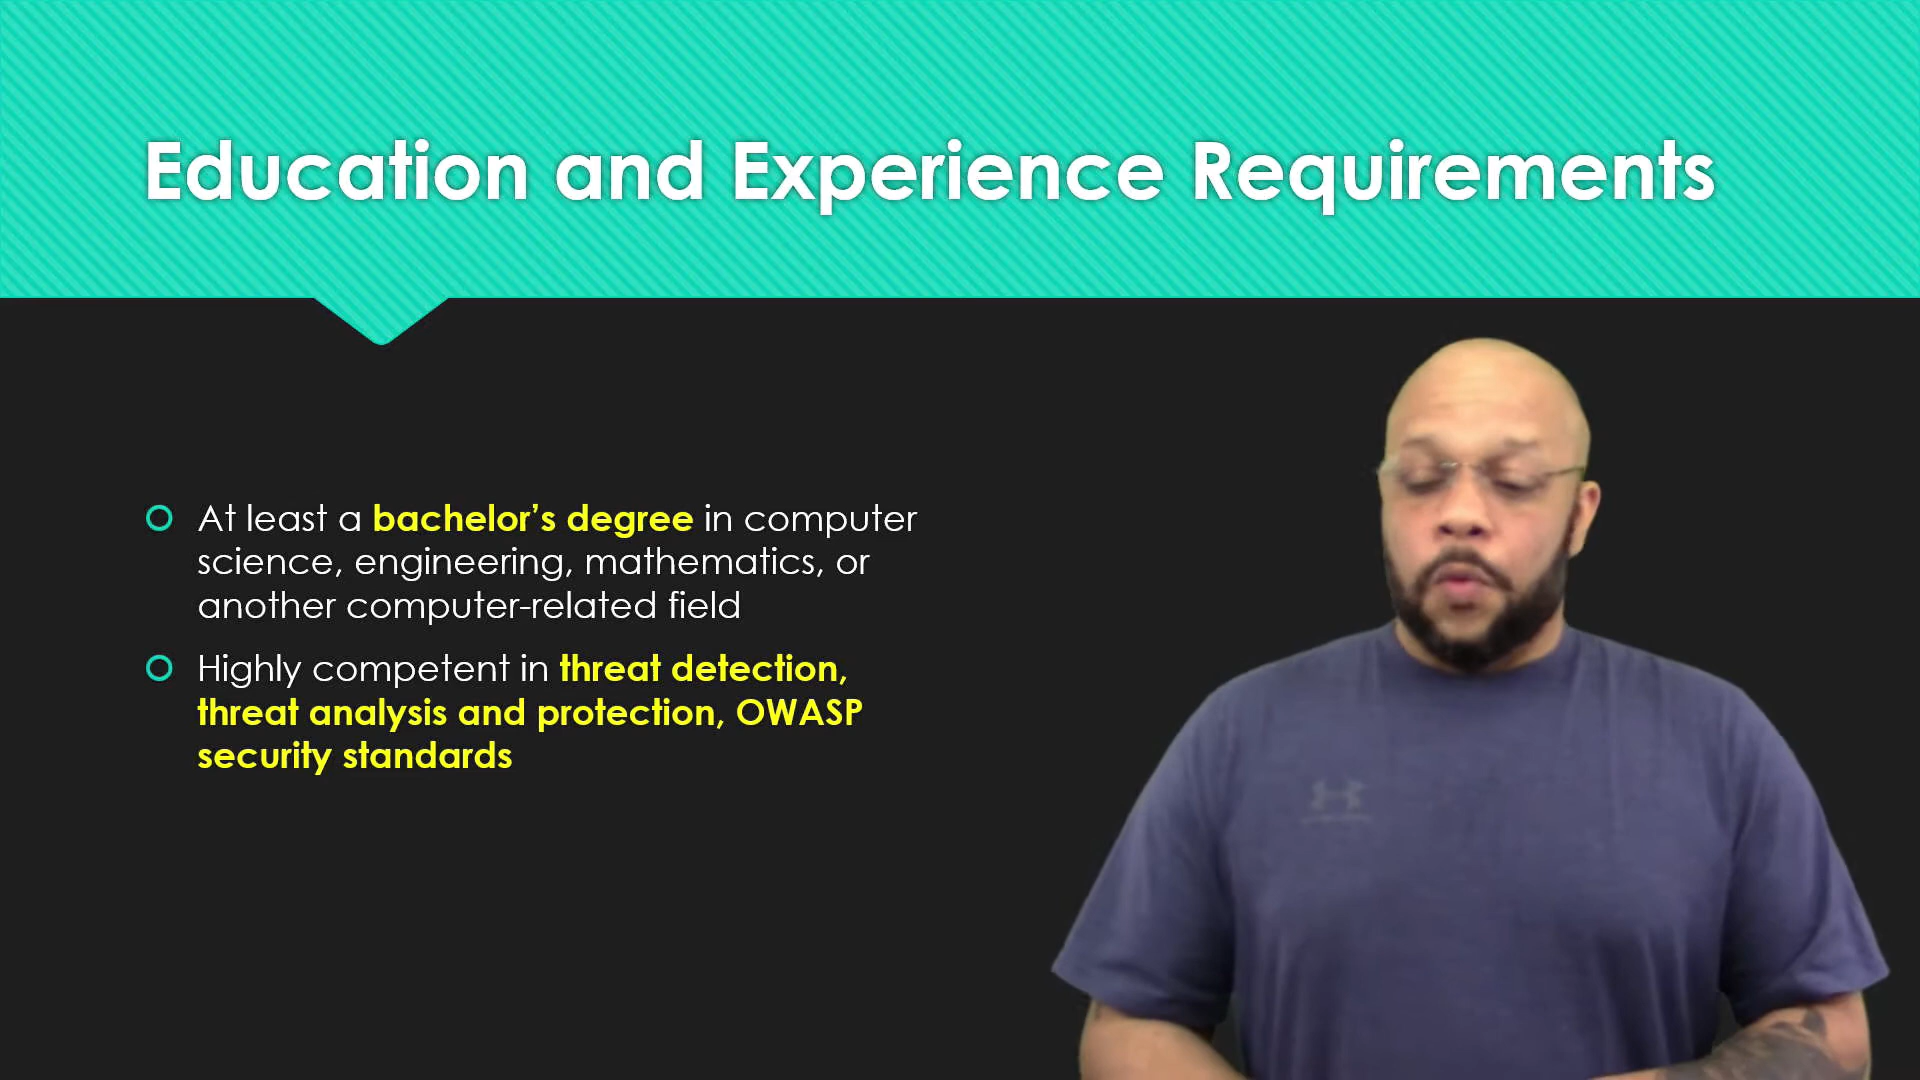 Education and Experience Requirements
At least a bachelor’s degree in computer
science, engineering, mathematics, or
another computer-related field
Highly competent in threat detection,
threat analysis and protection, OWASP
security standards